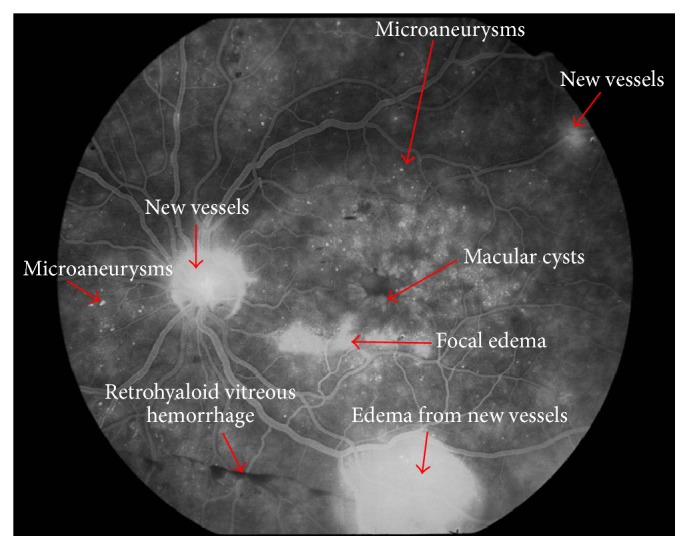 Microaneurysms
New vessels
New vessels
Macular cysts
Microaneurysms
Focal edema
Retrohyaloid vitreous
hemorrhage
Edema from new vessels